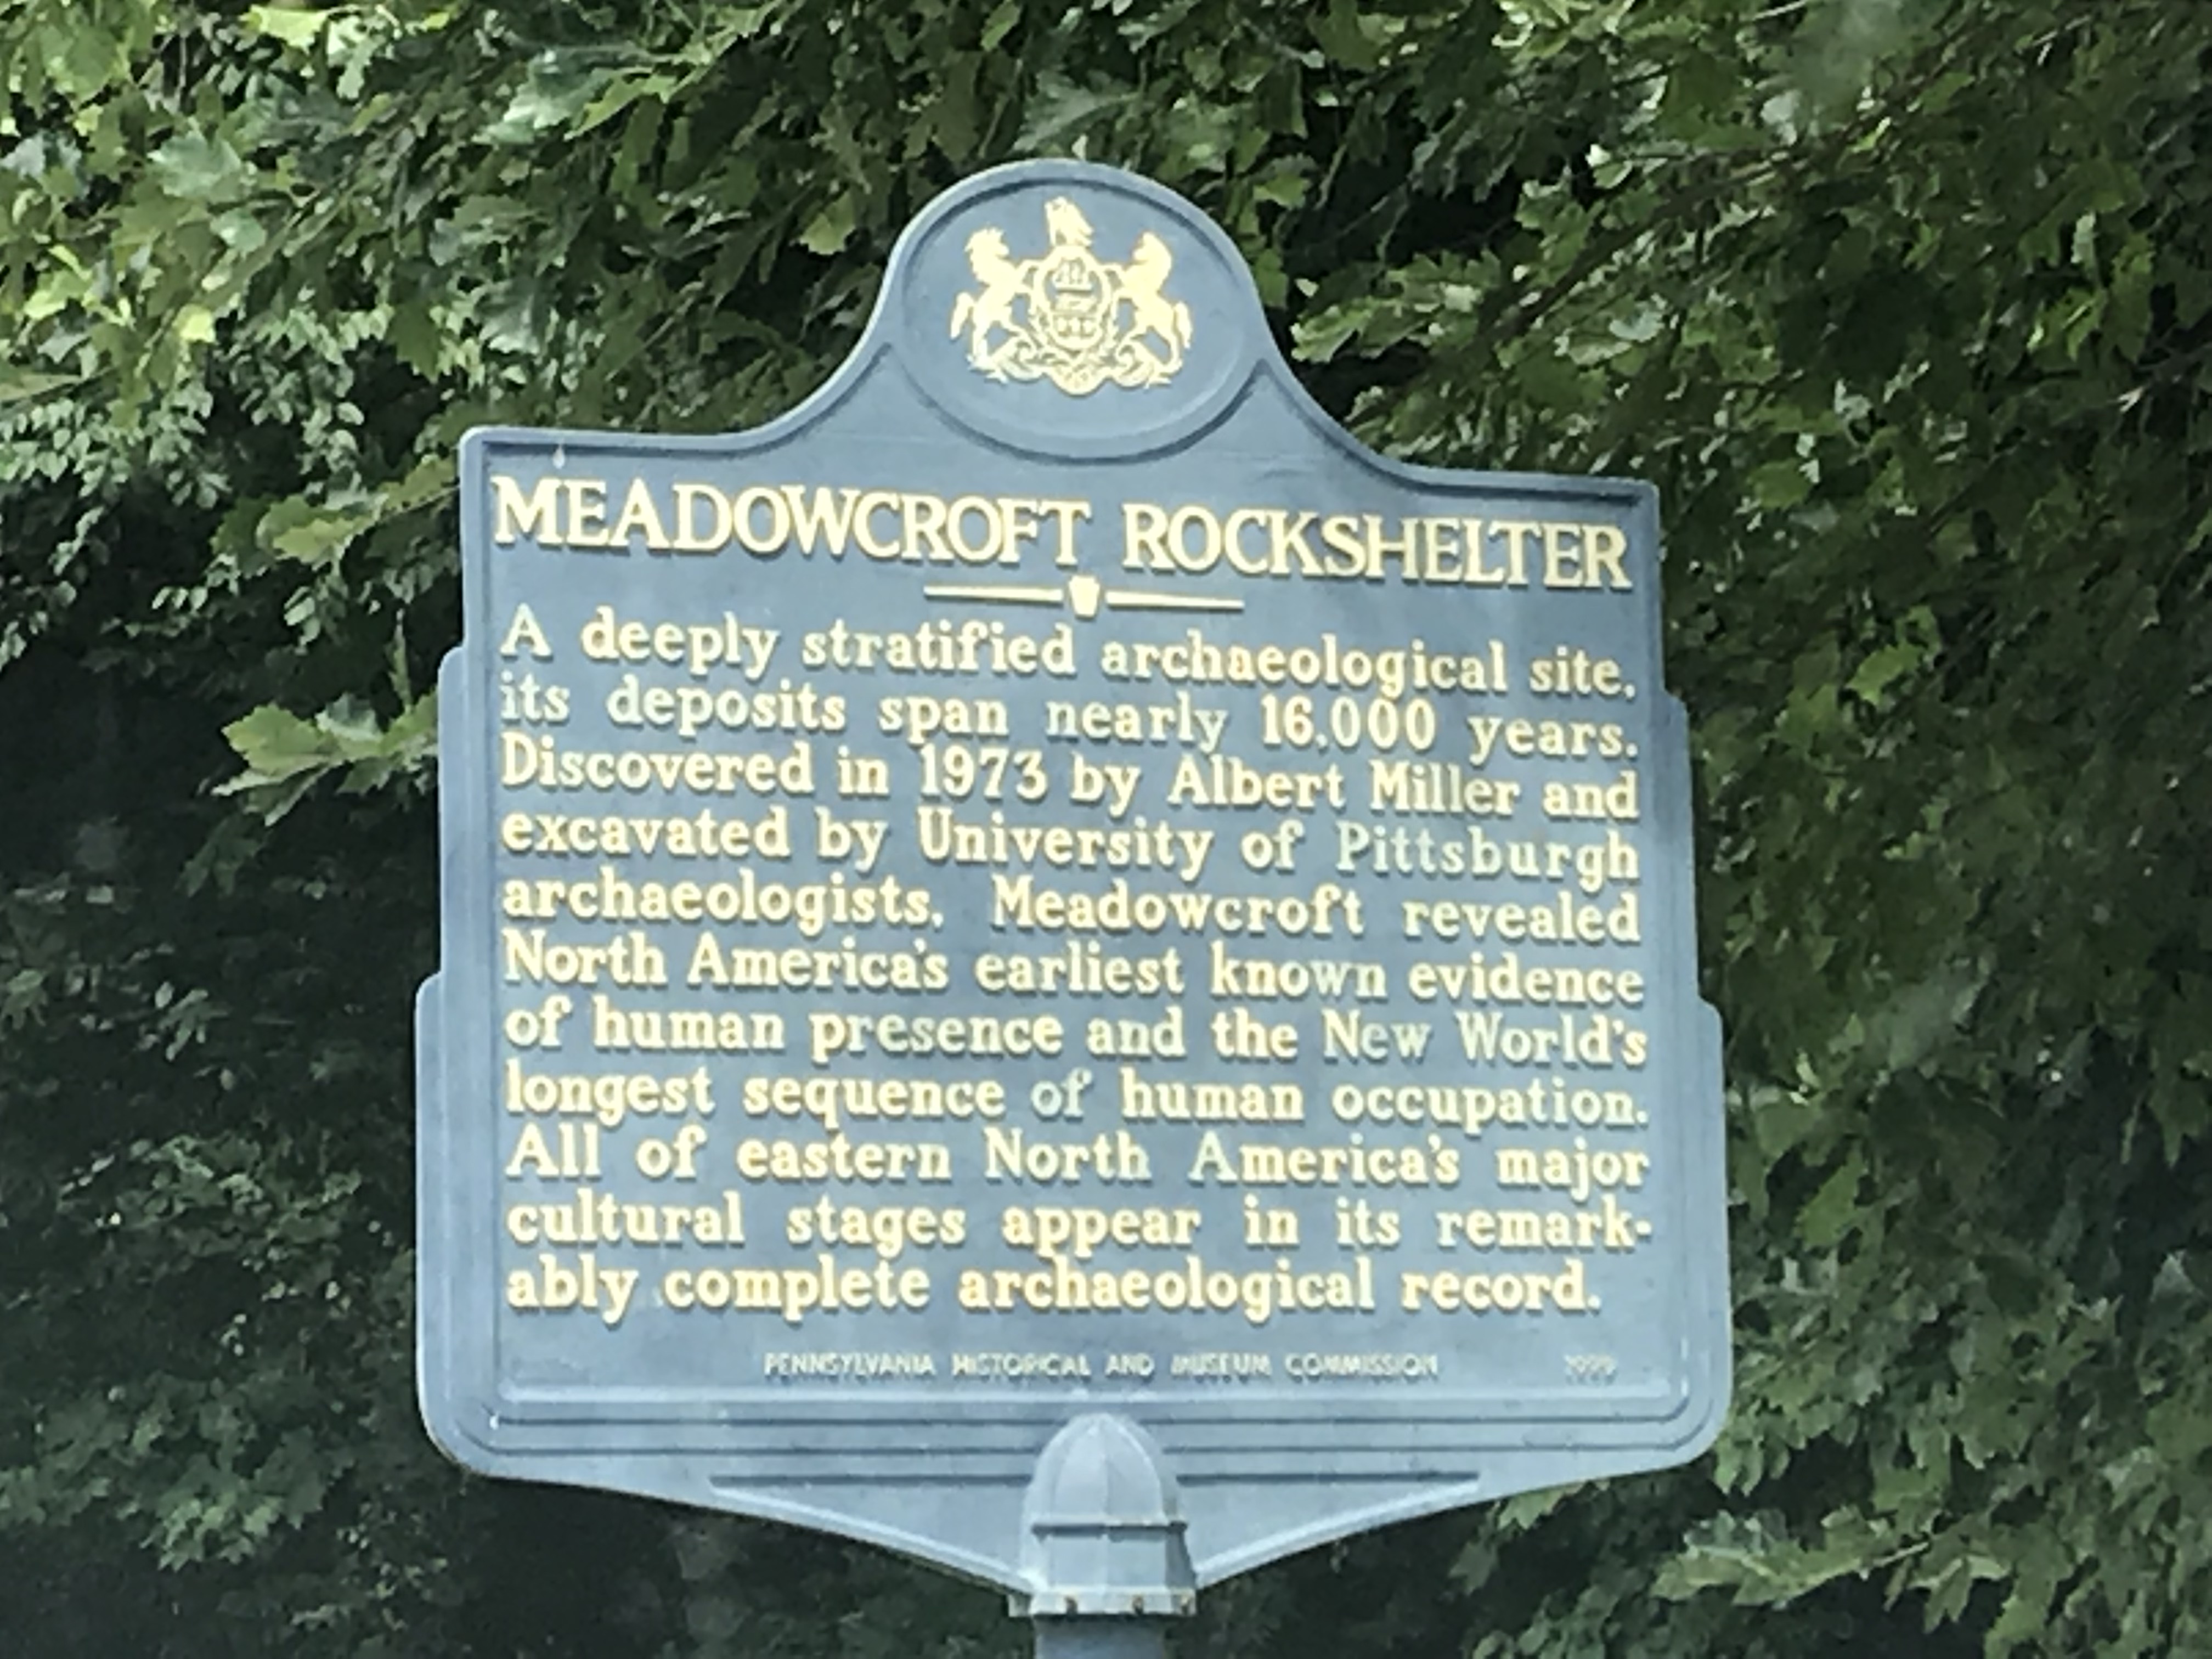 MEADOWCROFT ROCKSHELTER
A deeply stratified archaeological site,
its deposits span nearly 16,000 years.
Discovered in 1973 by Albert Miller and
excavated by University of Pittsburgh
archaeologists, Meadowcroft revealed
North America's earliest known evidence
of human presence and the New World's
longest sequence of human occupation.
All of eastern North America's major
cultural stages appear in its remark-
ably complete archaeological record.
PENNSYLVANIA HISTORICAL AND MUSEUM COMMISSION